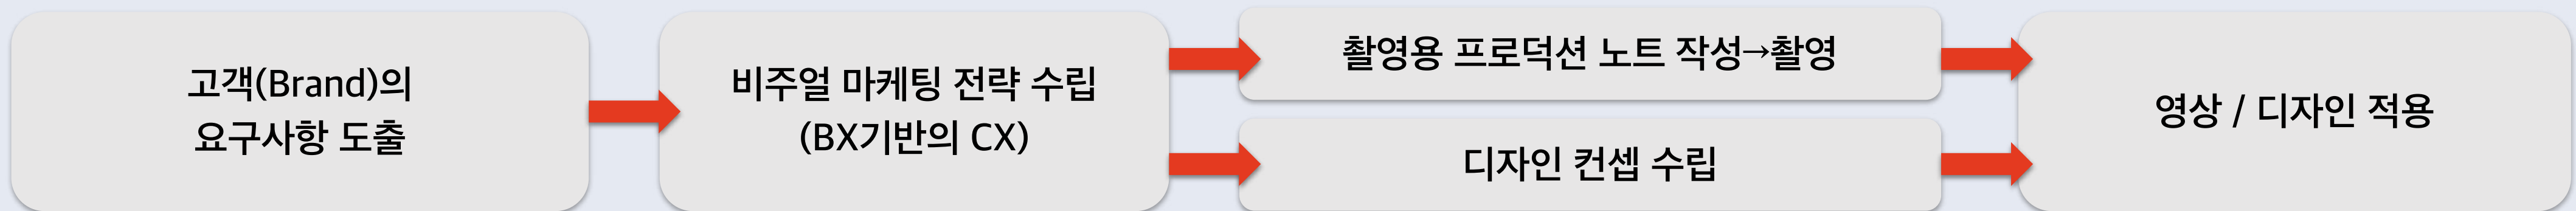 고객(Brand)의
요구사항 도출
비주얼 마케팅 전략 수립
(BX기반의 CX)
촬영용 프로덕션 노트 작성→촬영
디자인 컨셉 수립
영상 / 디자인 적용